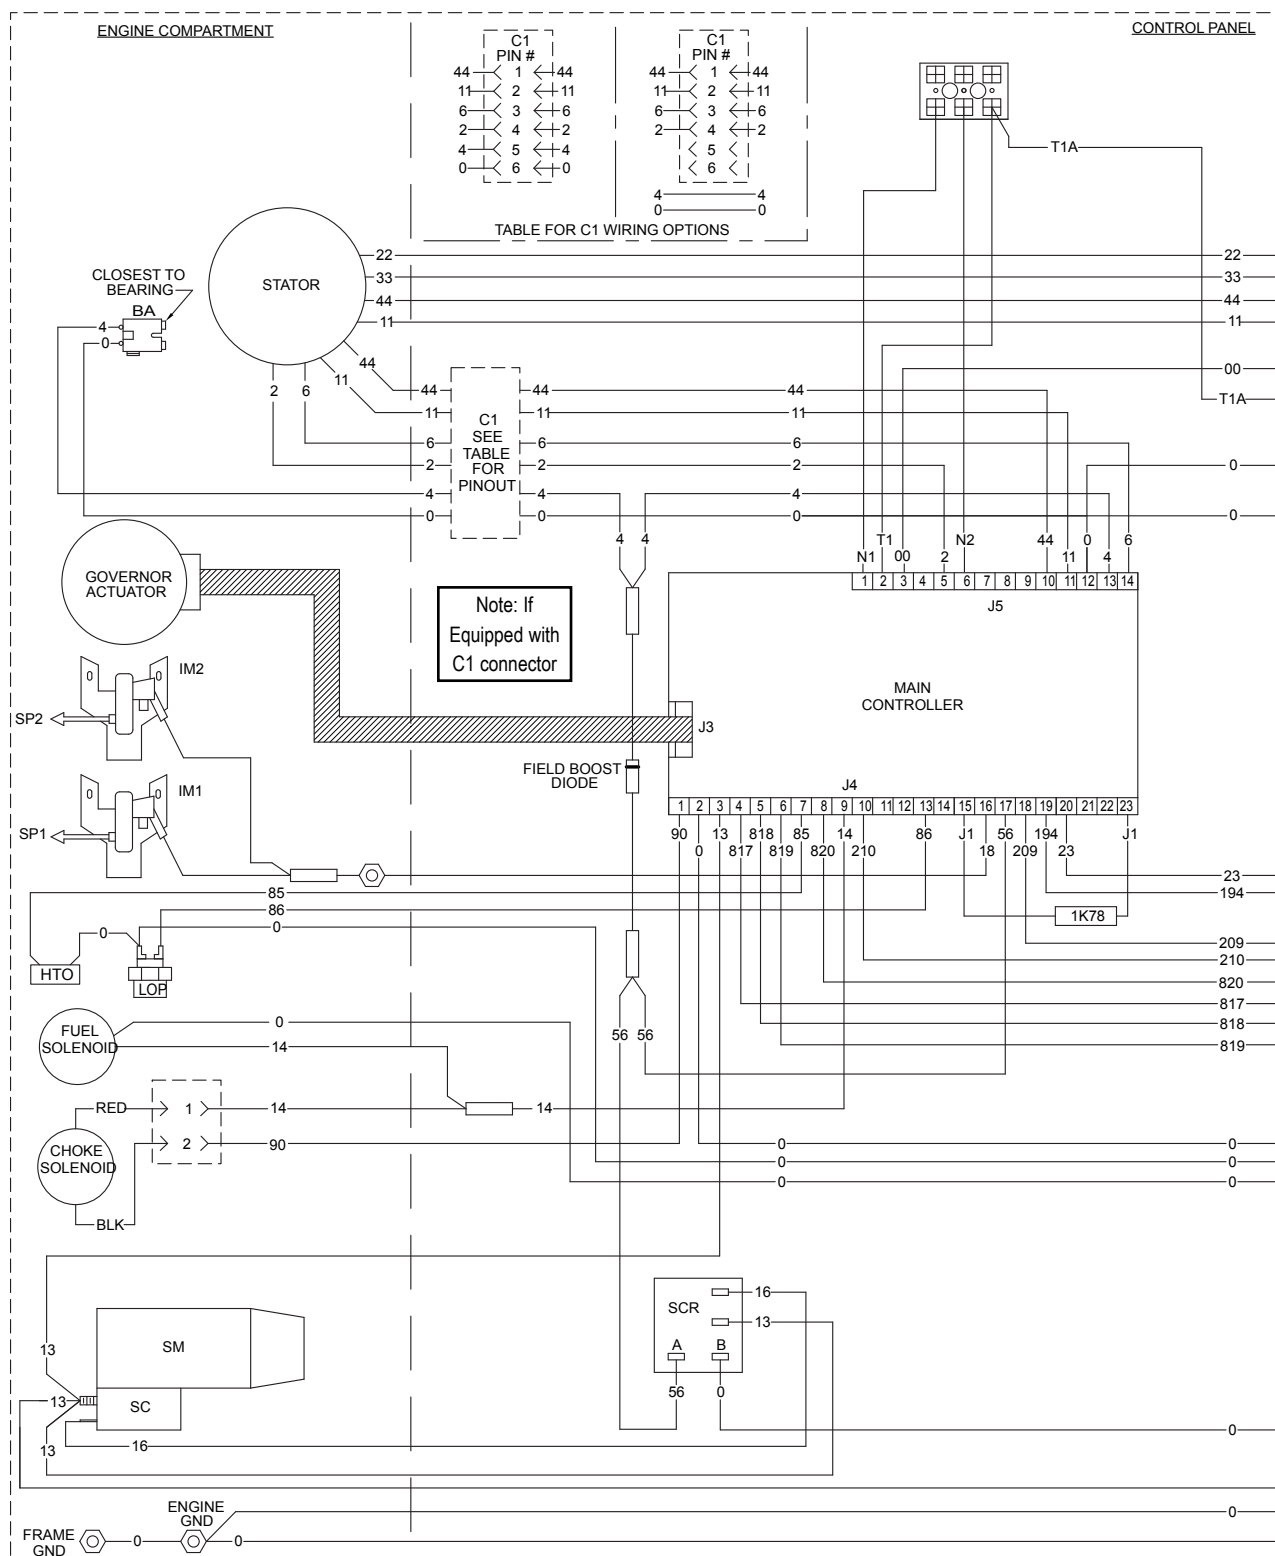 ENGINE COMPARTMENT
CONTROL PANEL
C1
PIN #
44 1 44
11 2 11
6 3 6
2 4 2
4 5 4
0 6 0
C1
PIN #
44 1 44
11 2 11
6 3 6
2 4 2
5
6
4 4
0 0
TABLE FOR C1 WIRING OPTIONS
T1A
STATOR
22 22
33 33
44 44
11 11
CLOSEST TO
BEARING
BA
4
0
2 6 11 44
00
T1A
C1
SEE
TABLE
FOR
PINOUT
44 44 44
11 11 11
6 6 6
2 2 2 0
4 4 4
0 0 0 0
4 4
N1 T1 00 2 N2 44 11 0 4 6
1 2 3 4 5 6 7 8 9 10 11 12 13 14
J5
GOVERNOR
ACTUATOR
Note: If
Equipped with
C1 connector
MAIN
CONTROLLER
IM2
SP2
J3
FIELD BOOST
DIODE
IM1
SP1
J4
1 2 3 4 5 6 7 8 9 10 11 12 13 14 15 16 17 18 19 20 21 22 23
90 13 818 85 14 86 J1 56 194 J1
0 817 819 820 210 18 209 23
23
85 194
86
1K78
0 0
209
HTO
LOP
210
820
817
818
819
FUEL
SOLENOID
0
14
56 56
RED 1 14 14
CHOKE
SOLENOID
2 90
0 0
0 0
0 0
BLK
SCR
16
13
A B
56 0
SM
SC
13
13
13
16
0
ENGINE
GND
0
FRAME
GND
0 0